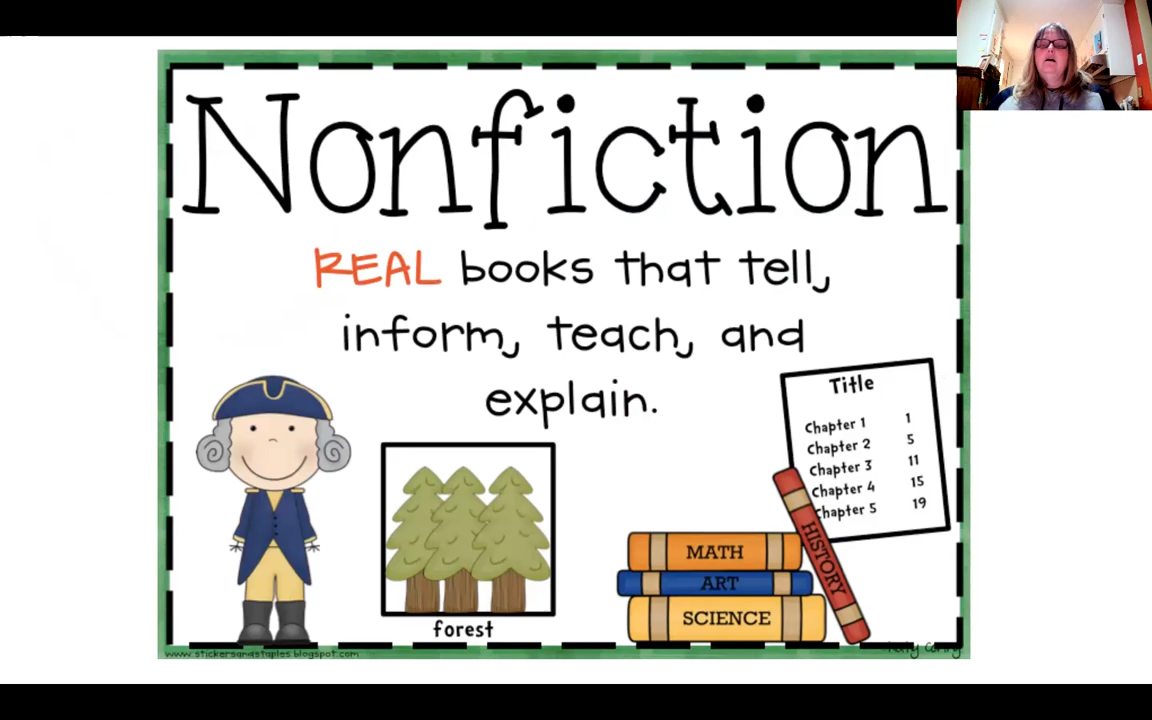 Nonfiction
REAL books that tell,
inform, teach, and
explain.
Title
Chapter 1 1
Chapter 2 5
Chapter 3 11
Chapter 4 15
Chapter 5 19
HISTORY
MATH
ART
SCIENCE
forest
www.stickersandstaples.blogspot.com